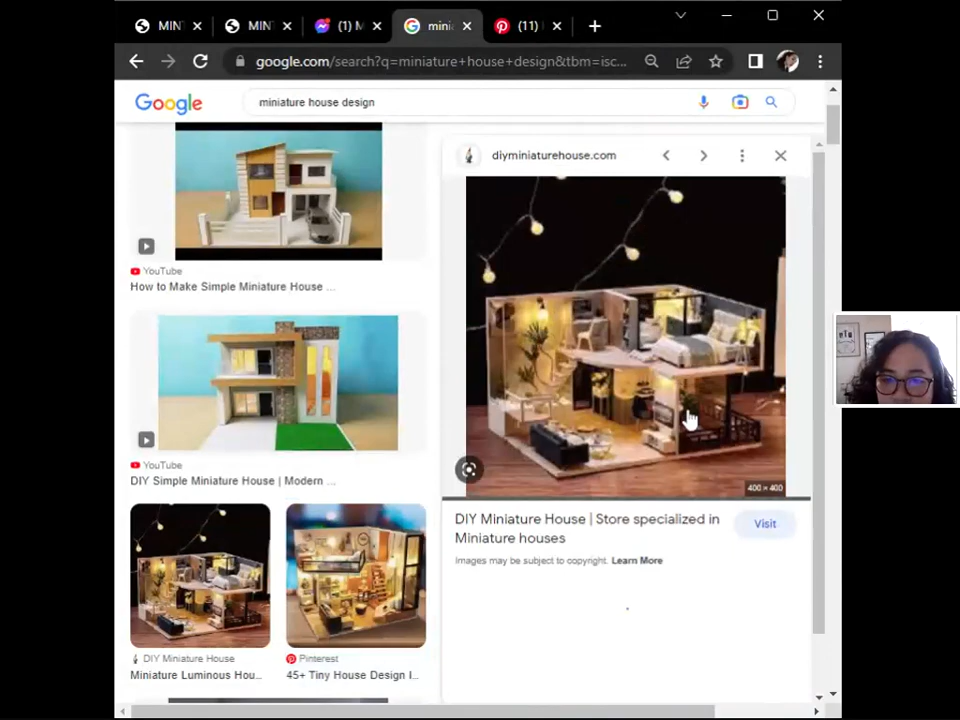 MIN
MIN
(1) M
mini
(11)
google.com/search?q=miniature+house+design&tbm=isc...
Google
miniature house design
diyminiaturehouse.com
YouTube
How to Make Simple Miniature House ...
YouTube
DIY Simple Miniature House | Modern ...
400 × 400
DIY Miniature House | Store specialized in
Miniature houses
Visit
Images may be subject to copyright. Learn More
DIY Miniature House
Miniature Luminous Hou...
Pinterest
45+ Tiny House Design I...